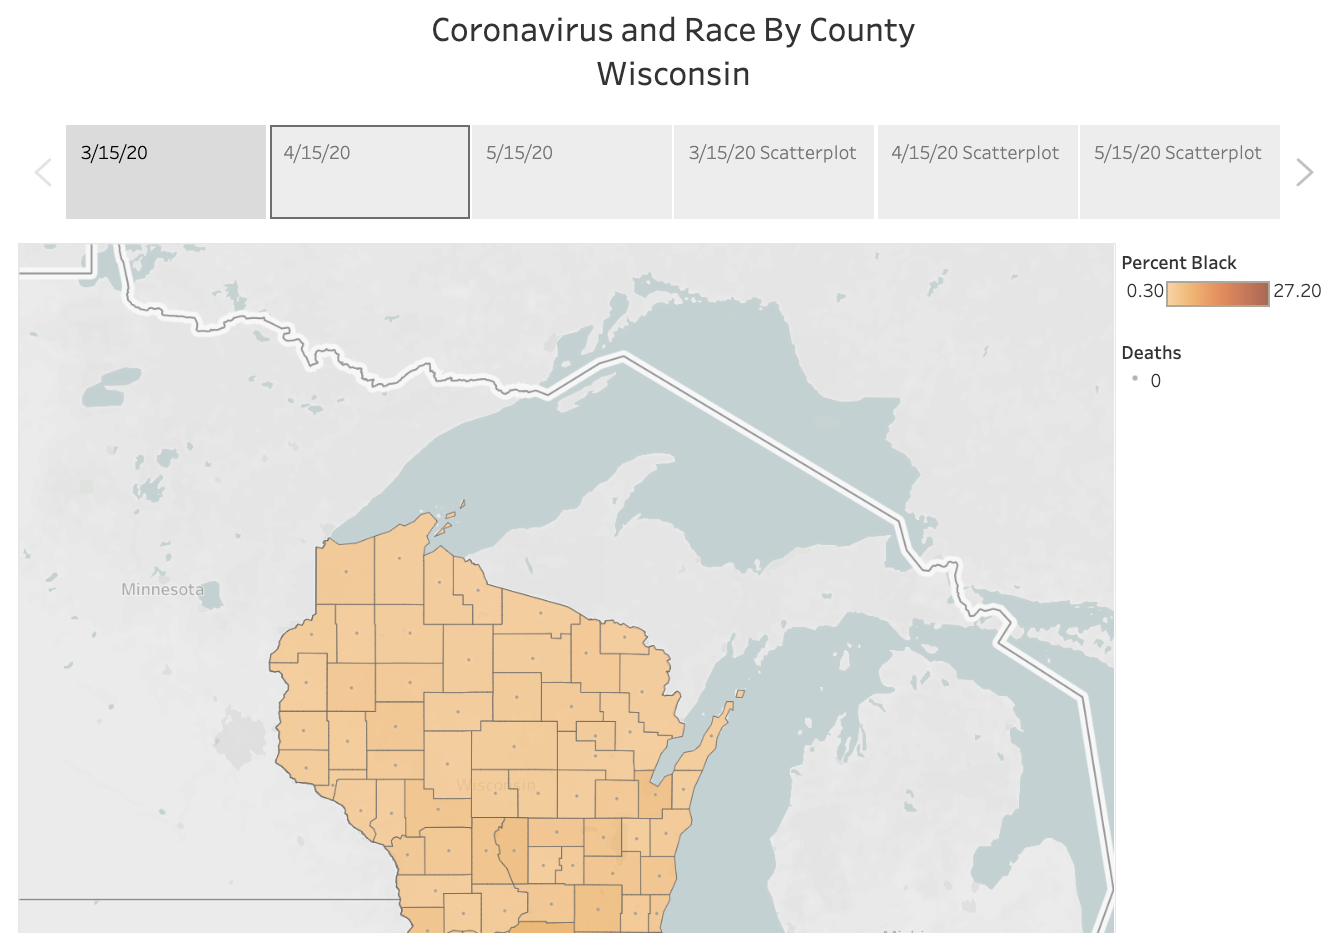 Coronavirus and Race By County
Wisconsin
3/15/20
4/15/20
5/15/20
3/15/20 Scatterplot
4/15/20 Scatterplot
5/15/20 Scatterplot
Percent Black
0.30 27.20
Deaths
0
Minnesota
Wisconsin